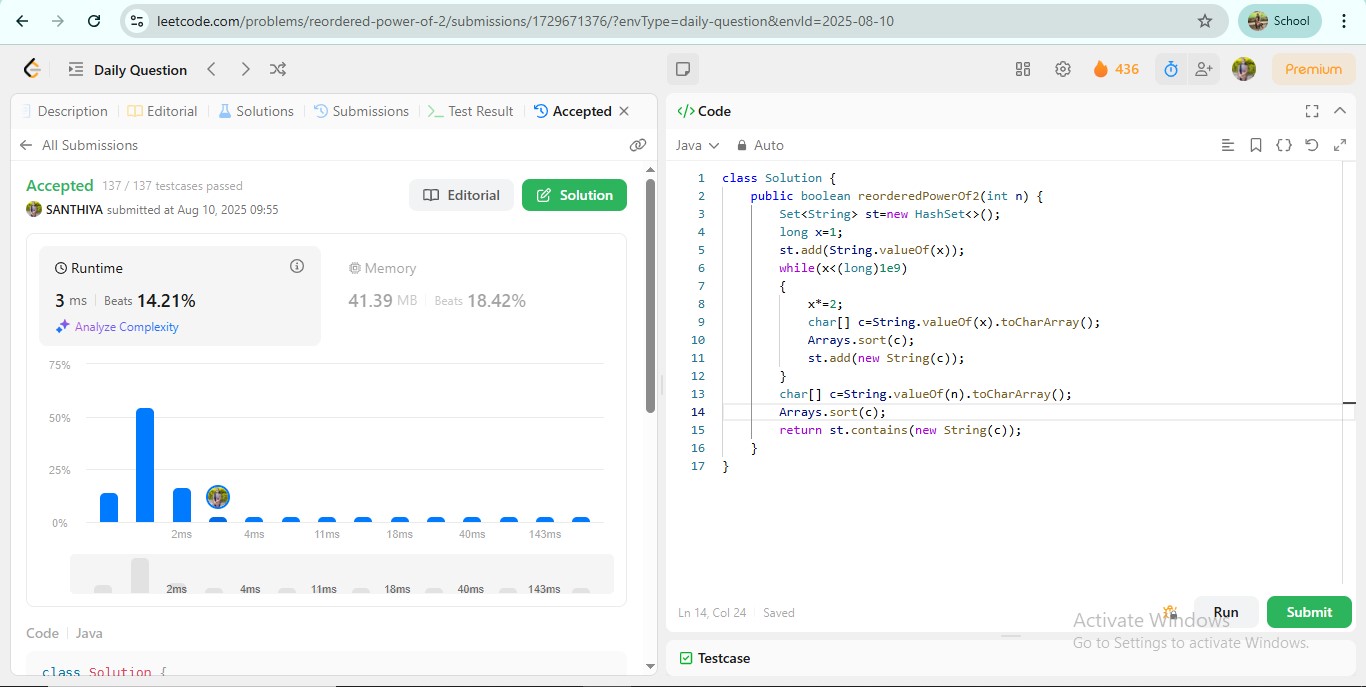 leetcode.com/problems/reordered-power-of-2/submissions/1729671376/?envType=daily-question&envId=2025-08-10
School
Daily Question
436
Premium
Description
Editorial
Solutions
Submissions
Test Result
Accepted
All Submissions
Accepted 137 / 137 testcases passed
SANTHIYA submitted at Aug 10, 2025 09:55
Editorial
Solution
Runtime
3 ms Beats 14.21%
Analyze Complexity
Memory
41.39 MB Beats 18.42%
75%
50%
25%
0%
2ms 4ms 11ms 18ms 40ms 143ms
2ms 4ms 11ms 18ms 40ms 143ms
Code Java
class Solution {
</> Code
Java Auto
1 class Solution {
2 public boolean reorderedPowerOf2(int n) {
3 Set<String> st=new HashSet<>();
4 long x=1;
5 st.add(String.valueOf(x));
6 while(x<(long)1e9)
7 {
8 x*=2;
9 char[] c=String.valueOf(x).toCharArray();
10 Arrays.sort(c);
11 st.add(new String(c));
12 }
13 char[] c=String.valueOf(n).toCharArray();
14 Arrays.sort(c);
15 return st.contains(new String(c));
16 }
17 }
Ln 14, Col 24 Saved
Run
Submit
Activate Windows
Go to Settings to activate Windows.
Testcase